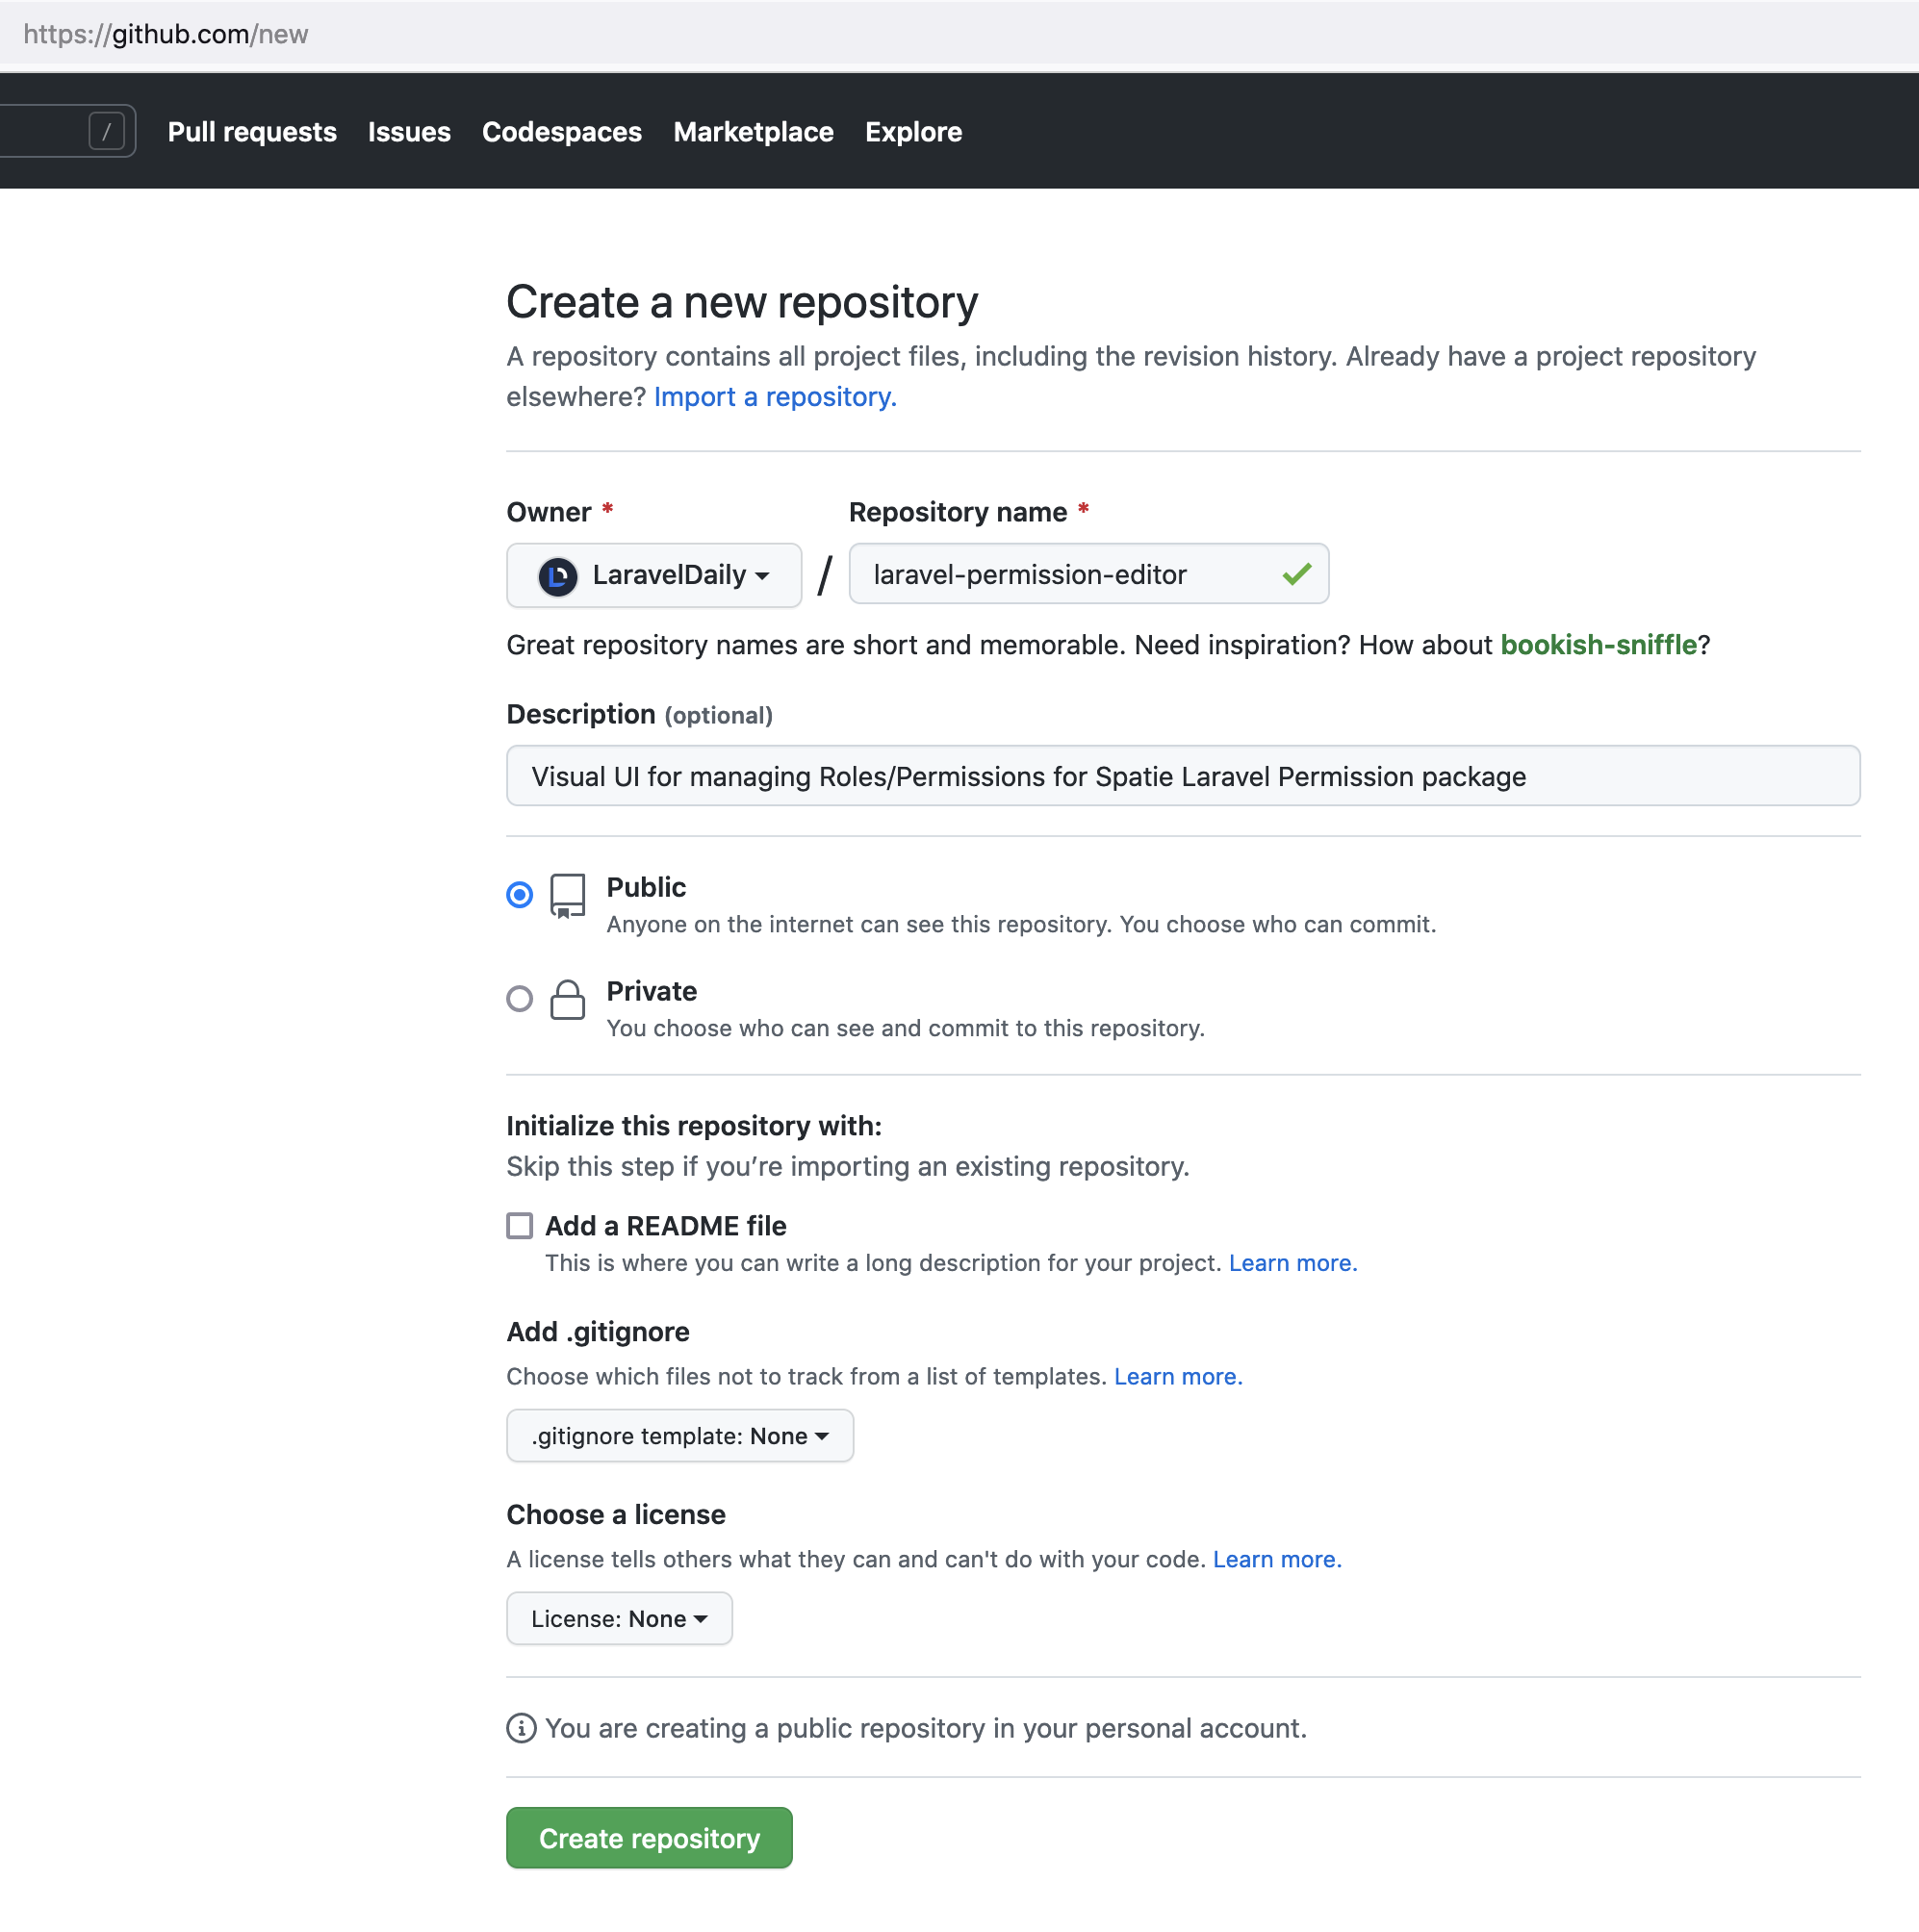 https://github.com/new
/
Pull requests Issues Codespaces Marketplace Explore
Create a new repository
A repository contains all project files, including the revision history. Already have a project repository
elsewhere? Import a repository.
Owner * Repository name *
LaravelDaily / laravel-permission-editor
Great repository names are short and memorable. Need inspiration? How about bookish-sniffle?
Description (optional)
Visual UI for managing Roles/Permissions for Spatie Laravel Permission package
Public
Anyone on the internet can see this repository. You choose who can commit.
Private
You choose who can see and commit to this repository.
Initialize this repository with:
Skip this step if you’re importing an existing repository.
Add a README file
This is where you can write a long description for your project. Learn more.
Add .gitignore
Choose which files not to track from a list of templates. Learn more.
.gitignore template: None
Choose a license
A license tells others what they can and can't do with your code. Learn more.
License: None
You are creating a public repository in your personal account.
Create repository